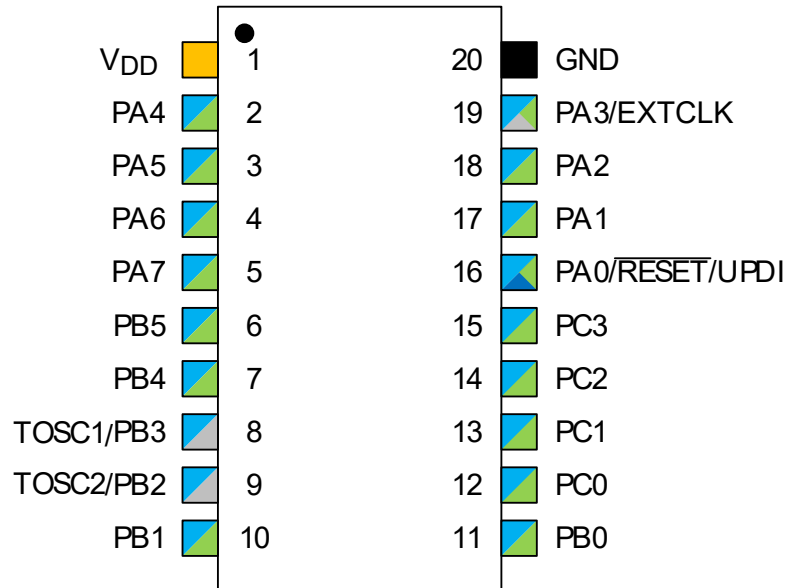 VDD 1 20 GND
PA4 2 19 PA3/EXTCLK
PA5 3 18 PA2
PA6 4 17 PA1
PA7 5 16 PA0/RESET/UPDI
PB5 6 15 PC3
PB4 7 14 PC2
TOSC1/PB3 8 13 PC1
TOSC2/PB2 9 12 PC0
PB1 10 11 PB0